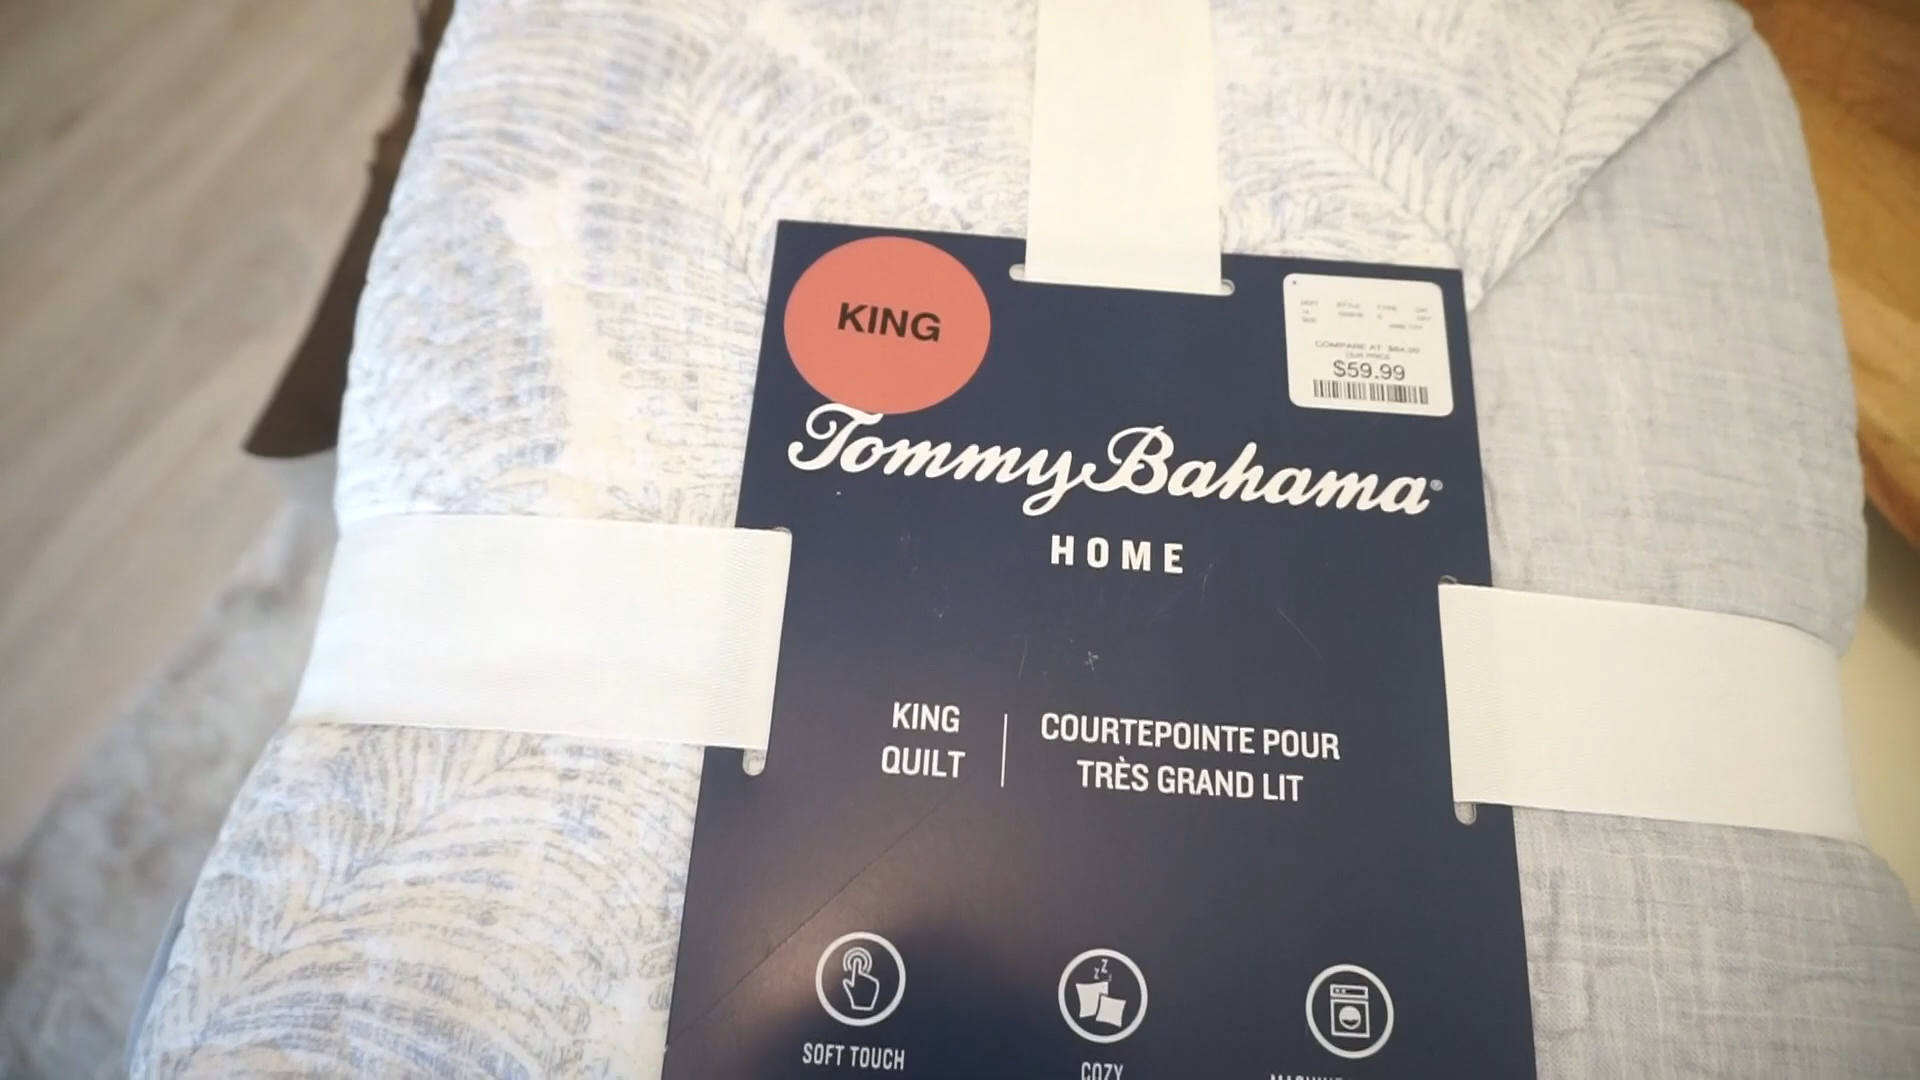 KING
COMPARE AT
OUR PRICE
$59.99
Tommy Bahama®
HOME
KING
QUILT
COURTEPOINTE POUR
TRÈS GRAND LIT
SOFT TOUCH
COZY